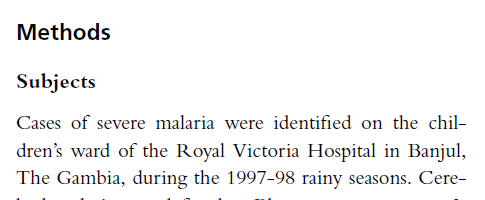 Methods
Subjects
Cases of severe malaria were identified on the chil-
dren's ward of the Royal Victoria Hospital in Banjul,
The Gambia, during the 1997-98 rainy seasons. Cere-